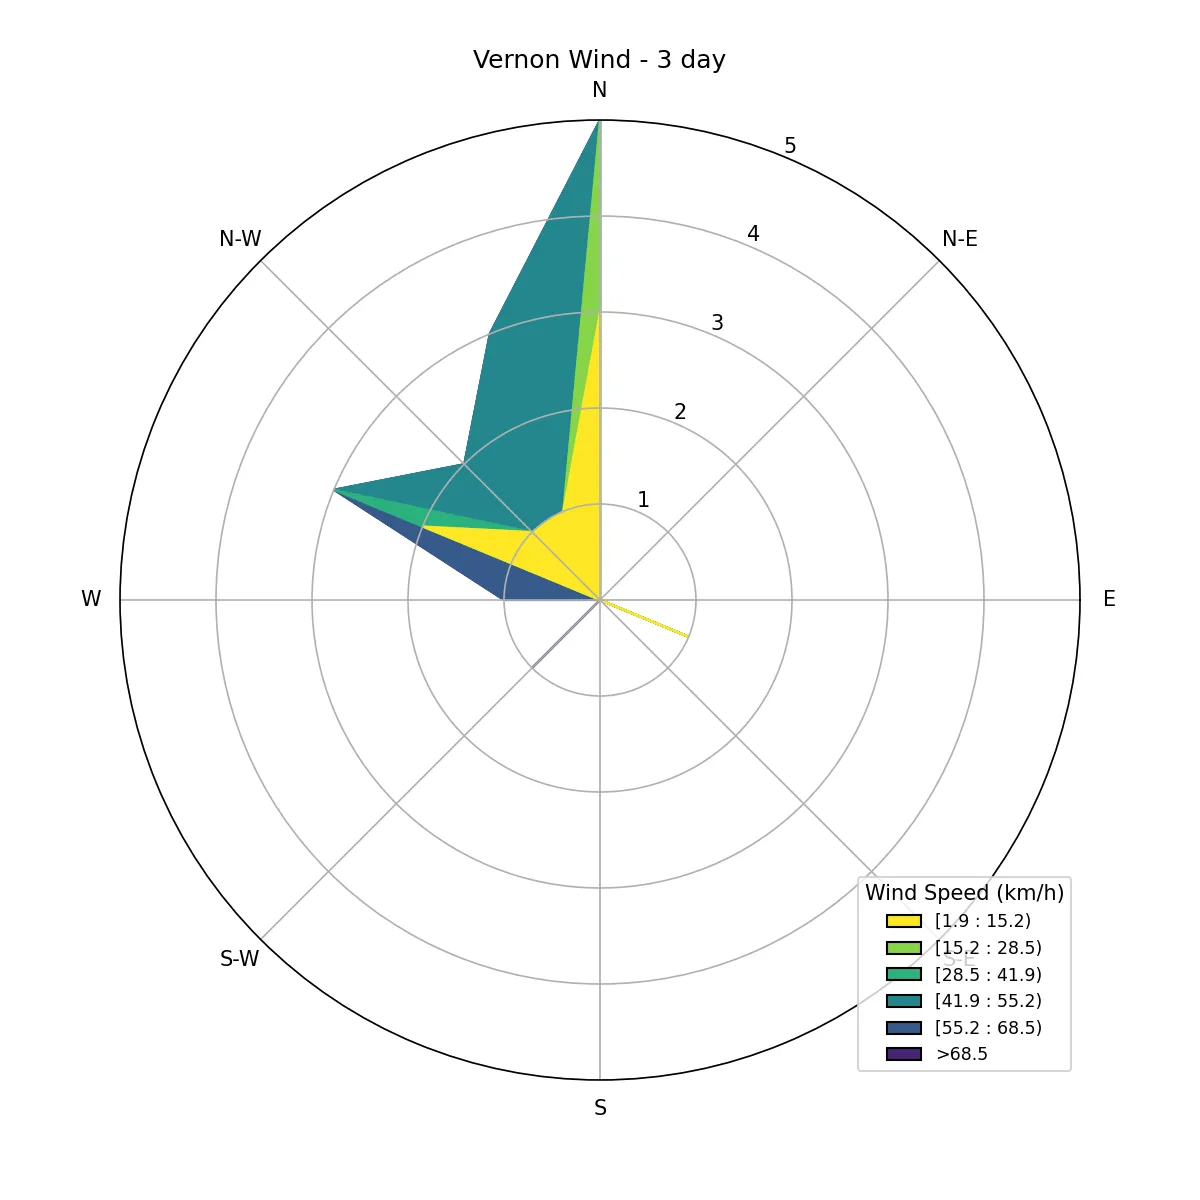 Vernon Wind - 3 day
N
5
N-W
N-E
4
3
2
1
W
E
S-W
S-E
S
Wind Speed (km/h)
[1.9 : 15.2)
[15.2 : 28.5)
[28.5 : 41.9)
[41.9 : 55.2)
[55.2 : 68.5)
>68.5